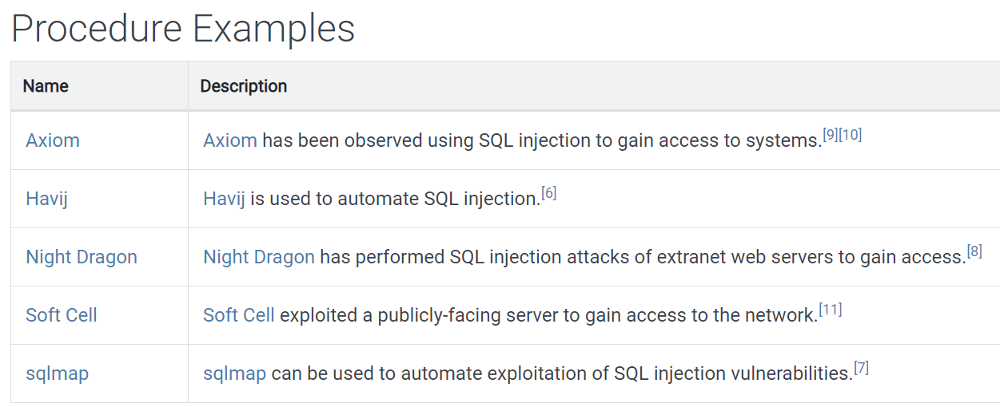 Procedure Examples
Name Description
Axiom Axiom has been observed using SQL injection to gain access to systems.[9][10]
Havij Havij is used to automate SQL injection.[6]
Night Dragon Night Dragon has performed SQL injection attacks of extranet web servers to gain access.[8]
Soft Cell Soft Cell exploited a publicly-facing server to gain access to the network.[11]
sqlmap sqlmap can be used to automate exploitation of SQL injection vulnerabilities.[7]